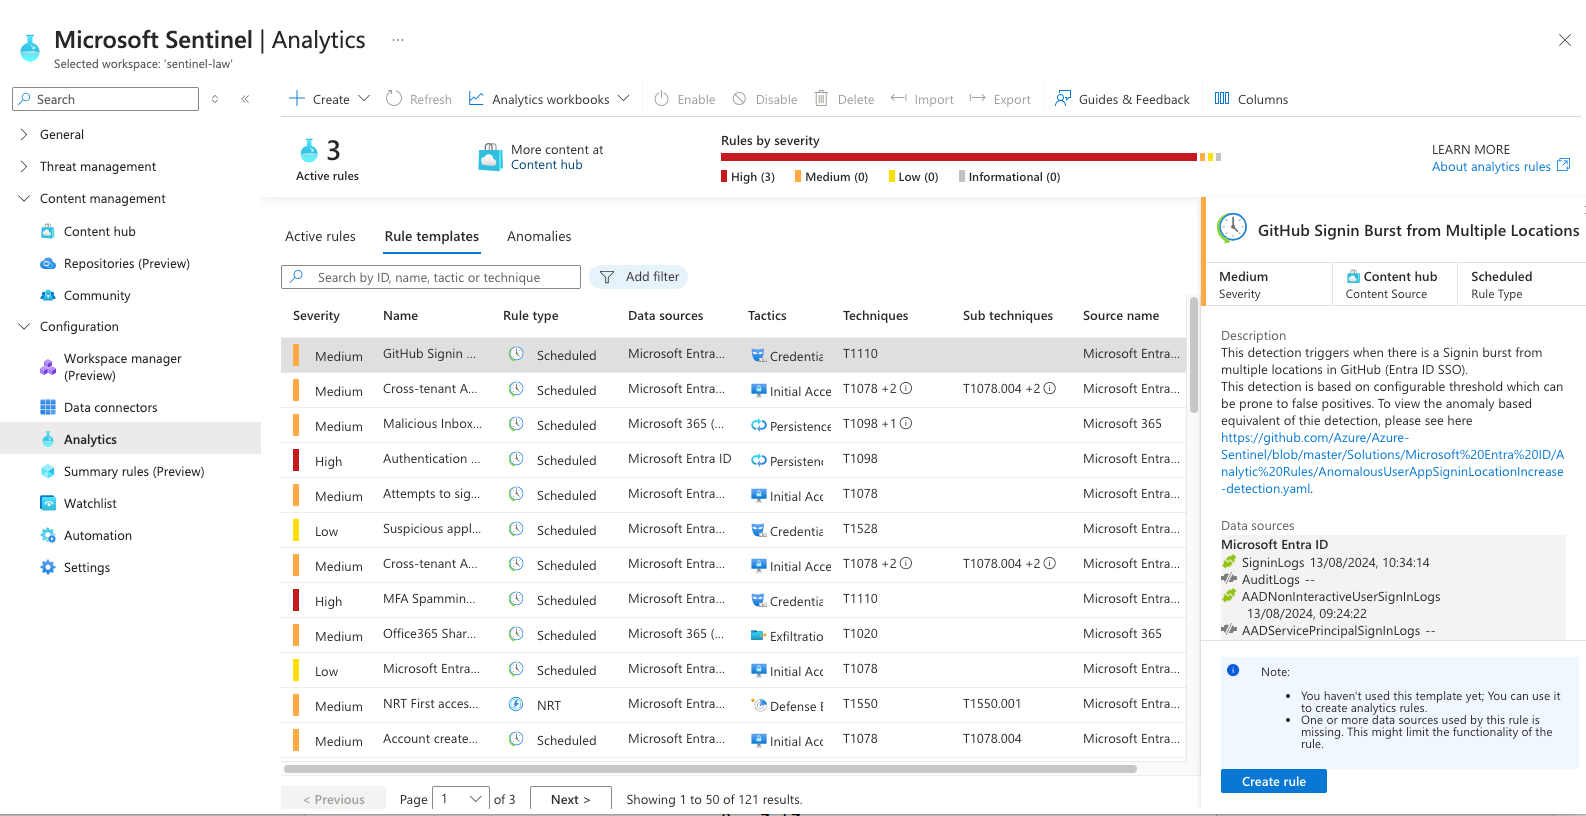 Microsoft Sentinel | Analytics ...
Selected workspace: 'sentinel-law'
Search
General
Threat management
Content management
Content hub
Repositories (Preview)
Community
Configuration
Workspace manager
(Preview)
Data connectors
Analytics
Summary rules (Preview)
Watchlist
Automation
Settings
Create Refresh Analytics workbooks Enable Disable Delete Import Export Guides & Feedback Columns
3
Active rules
More content at
Content hub
Rules by severity
High (3) Medium (0) Low (0) Informational (0)
LEARN MORE
About analytics rules
Active rules Rule templates Anomalies
Search by ID, name, tactic or technique Add filter
Severity Name Rule type Data sources Tactics Techniques Sub techniques Source name
Medium GitHub Signin ... Scheduled Microsoft Entra... Credentia T1110 Microsoft Entra...
Medium Cross-tenant A... Scheduled Microsoft Entra... Initial Acce T1078 +2 T1078.004 +2 Microsoft Entra...
Medium Malicious Inbox... Scheduled Microsoft 365 (... Persistence T1098 +1 Microsoft 365
High Authentication ... Scheduled Microsoft Entra ID Persistenc T1098 Microsoft Entra...
Medium Attempts to sig... Scheduled Microsoft Entra... Initial Acc T1078 Microsoft Entra...
Low Suspicious appl... Scheduled Microsoft Entra... Credentia T1528 Microsoft Entra...
Medium Cross-tenant A... Scheduled Microsoft Entra... Initial Acce T1078 +2 T1078.004 +2 Microsoft Entra...
High MFA Spammin... Scheduled Microsoft Entra... Credentia T1110 Microsoft Entra...
Medium Office365 Shar... Scheduled Microsoft 365 (... Exfiltratio T1020 Microsoft 365
Low Microsoft Entra... Scheduled Microsoft Entra... Initial Acc T1078 Microsoft Entra...
Medium NRT First acces... NRT Microsoft Entra... Defense E T1550 T1550.001 Microsoft Entra...
Medium Account create... Scheduled Microsoft Entra... Initial Acc T1078 T1078.004 Microsoft Entra...
< Previous Page 1 of 3 Next > Showing 1 to 50 of 121 results.
GitHub Signin Burst from Multiple Locations
Medium Content hub Scheduled
Severity Content Source Rule Type
Description
This detection triggers when there is a Signin burst from
multiple locations in GitHub (Entra ID SSO).
This detection is based on configurable threshold which can
be prone to false positives. To view the anomaly based
equivalent of thie detection, please see here
https://github.com/Azure/Azure-
Sentinel/blob/master/Solutions/Microsoft%20Entra%20ID/A
nalytic%20Rules/AnomalousUserAppSigninLocationIncrease
-detection.yaml.
Data sources
Microsoft Entra ID
SigninLogs 13/08/2024, 10:34:14
AuditLogs --
AADNonInteractiveUserSignInLogs
13/08/2024, 09:24:22
AADServicePrincipalSignInLogs --
Note:
• You haven't used this template yet; You can use it
to create analytics rules.
• One or more data sources used by this rule is
missing. This might limit the functionality of the
rule.
Create rule